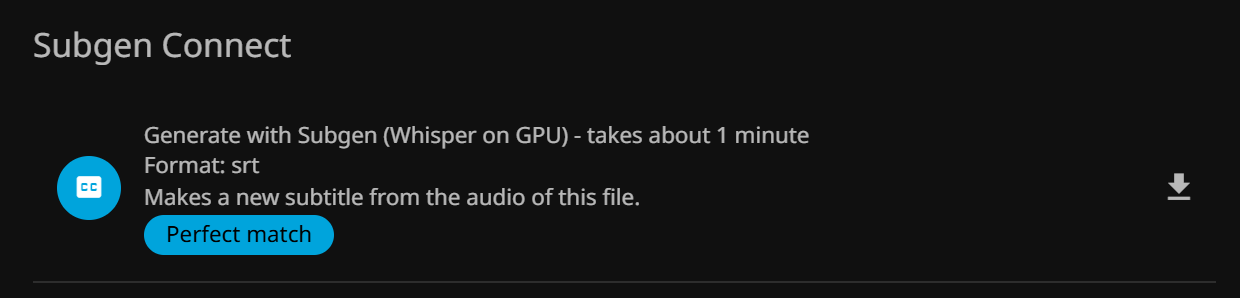 Subgen Connect
Generate with Subgen (Whisper on GPU) - takes about 1 minute
Format: srt
CC
Makes a new subtitle from the audio of this file.
Perfect match